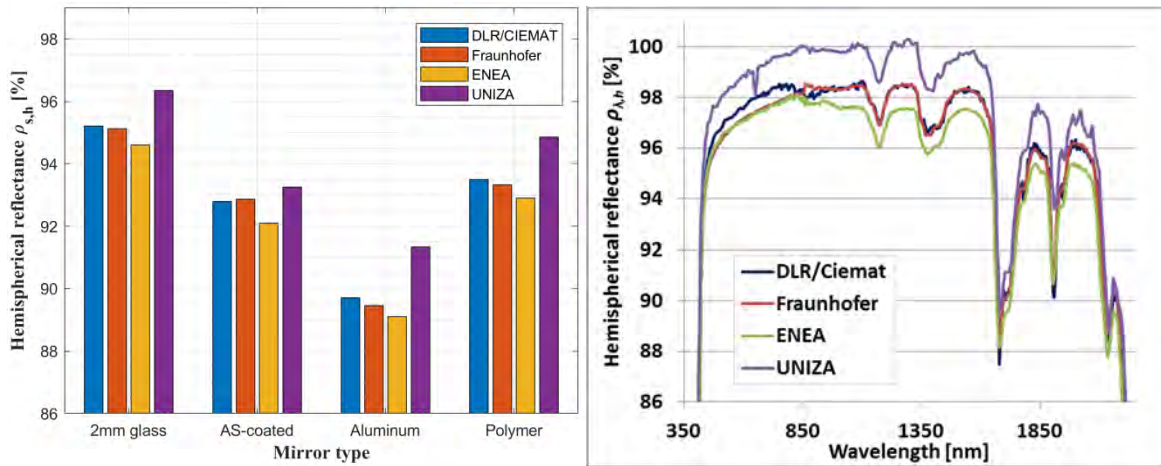 Hemispherical reflectance ρs,h [%]
98
96
94
92
90
88
86
DLR/CIEMAT
Fraunhofer
ENEA
UNIZA
2mm glass AS-coated Aluminum Polymer
Mirror type
Hemispherical reflectance ρλ,h [%]
100
98
96
94
92
90
88
86
DLR/Ciemat
Fraunhofer
ENEA
UNIZA
350 850 1350 1850
Wavelength [nm]